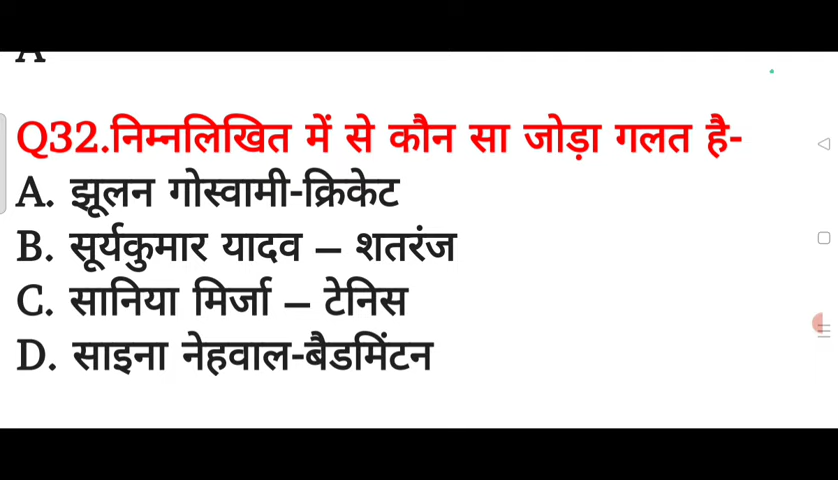 Q32.निम्नलिखित में से कौन सा जोड़ा गलत है-
A. झूलन गोस्वामी-क्रिकेट
B. सूर्यकुमार यादव – शतरंज
C. सानिया मिर्जा – टेनिस
D. साइना नेहवाल-बैडमिंटन